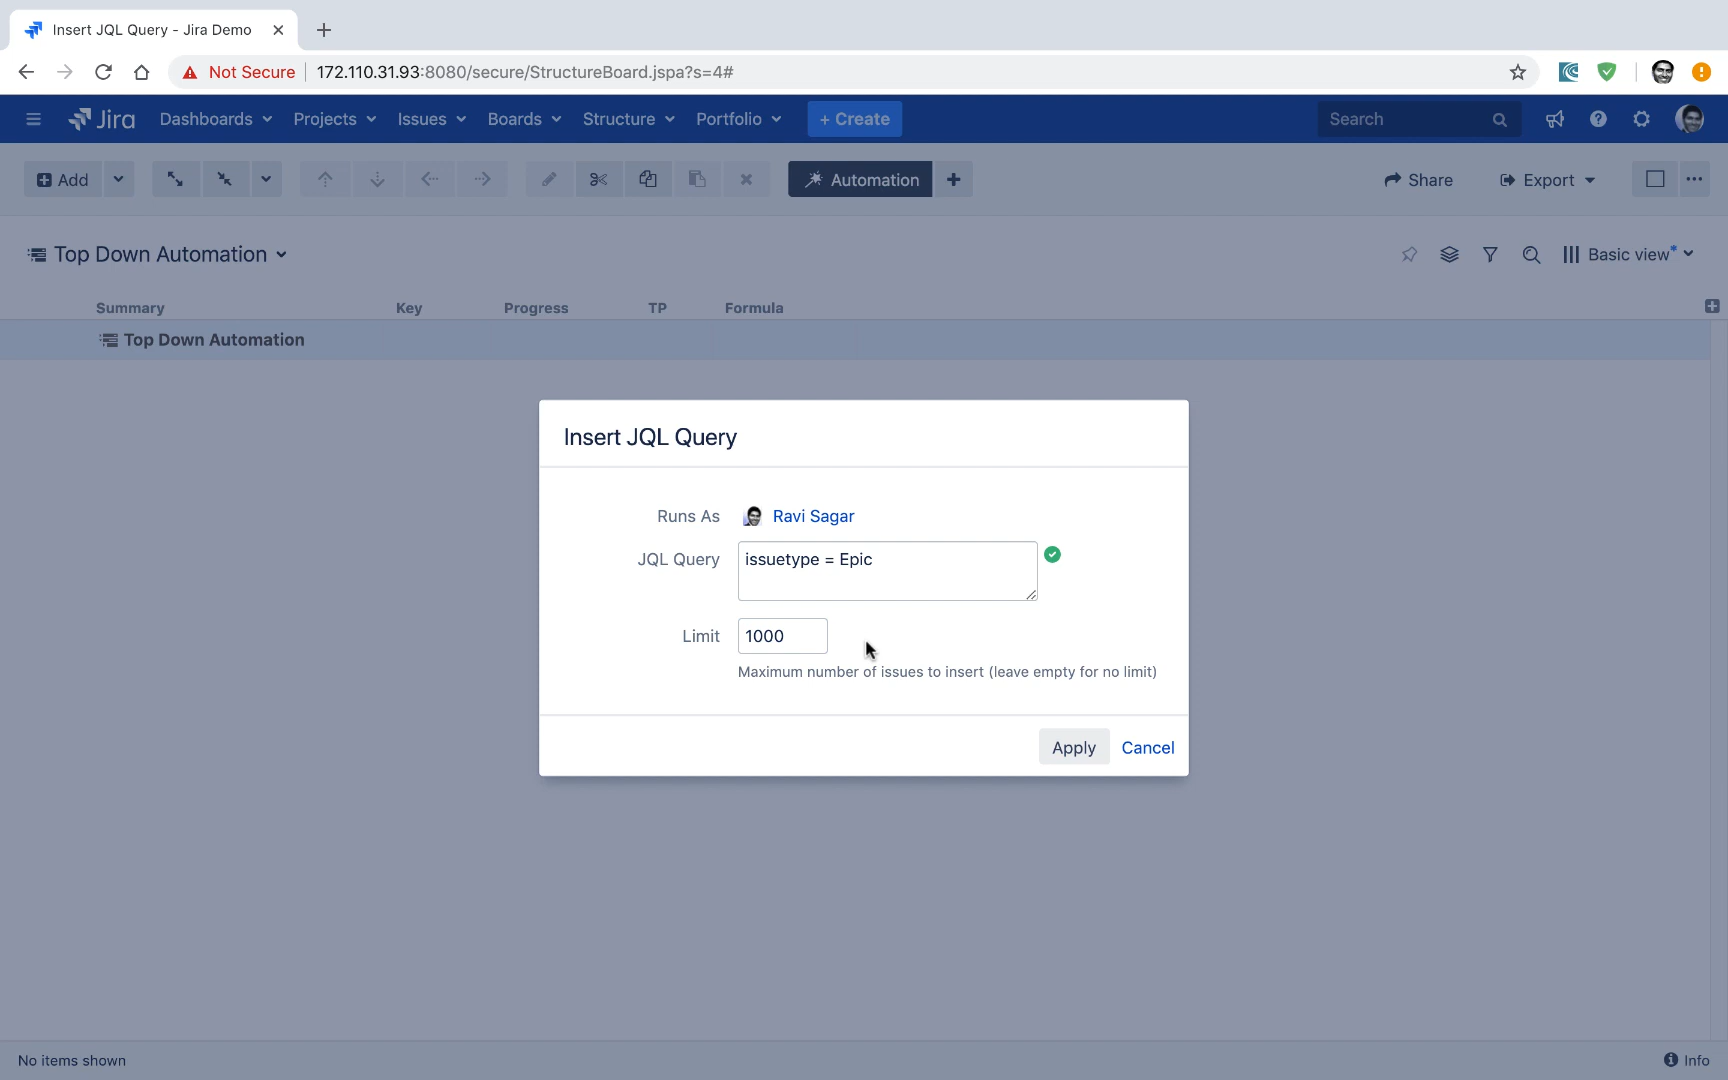 Insert JQL Query - Jira Demo
Not Secure 172.110.31.93:8080/secure/StructureBoard.jspa?s=4#
Jira Dashboards Projects Issues Boards Structure Portfolio + Create Search
Add Automation Share Export
Top Down Automation Basic view*
Summary Key Progress TP Formula
Top Down Automation
Insert JQL Query
Runs As Ravi Sagar
JQL Query issuetype = Epic
Limit 1000
Maximum number of issues to insert (leave empty for no limit)
Apply Cancel
No items shown Info